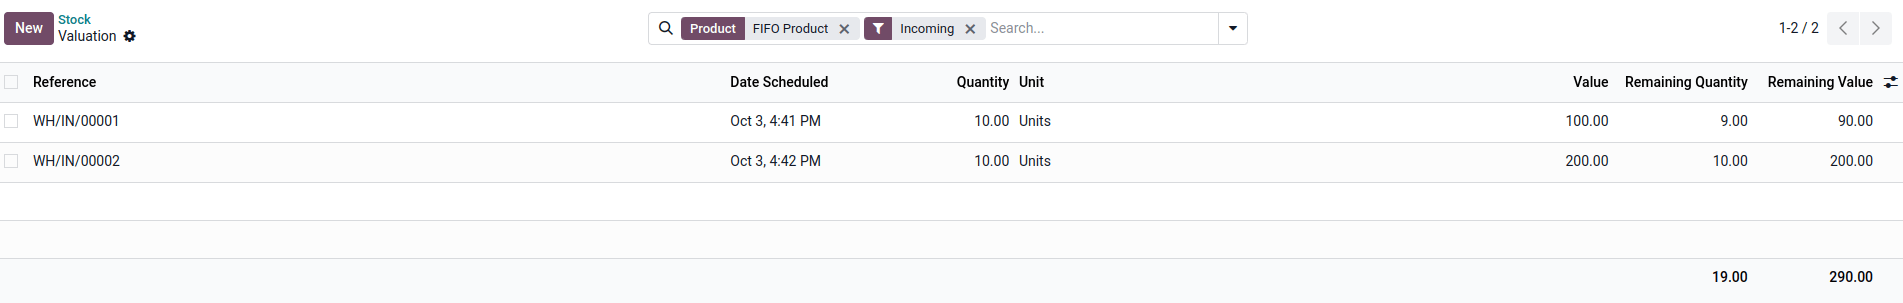 New
Stock
Valuation
Product FIFO Product Incoming Search...
1-2 / 2
Reference Date Scheduled Quantity Unit Value Remaining Quantity Remaining Value
WH/IN/00001 Oct 3, 4:41 PM 10.00 Units 100.00 9.00 90.00
WH/IN/00002 Oct 3, 4:42 PM 10.00 Units 200.00 10.00 200.00
19.00 290.00